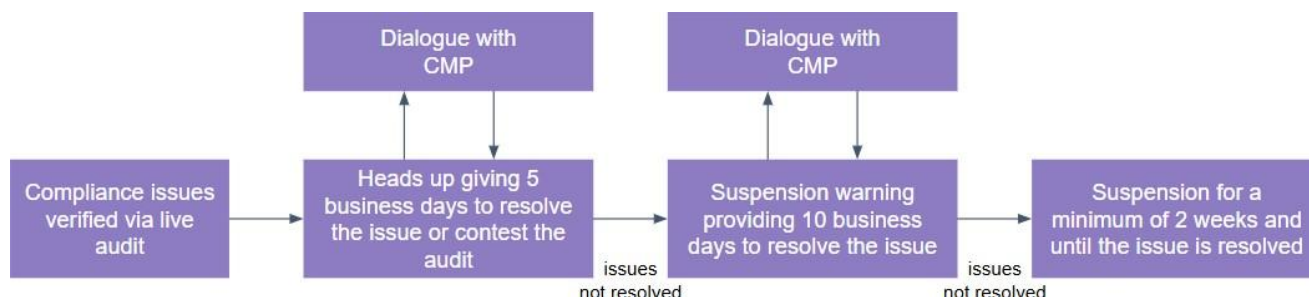 Dialogue with
CMP
Dialogue with
CMP
Compliance issues
verified via live
audit
Heads up giving 5
business days to resolve
the issue or contest the
audit
issues
not resolved
Suspension warning
providing 10 business
days to resolve the issue
issues
not resolved
Suspension for a
minimum of 2 weeks and
until the issue is resolved